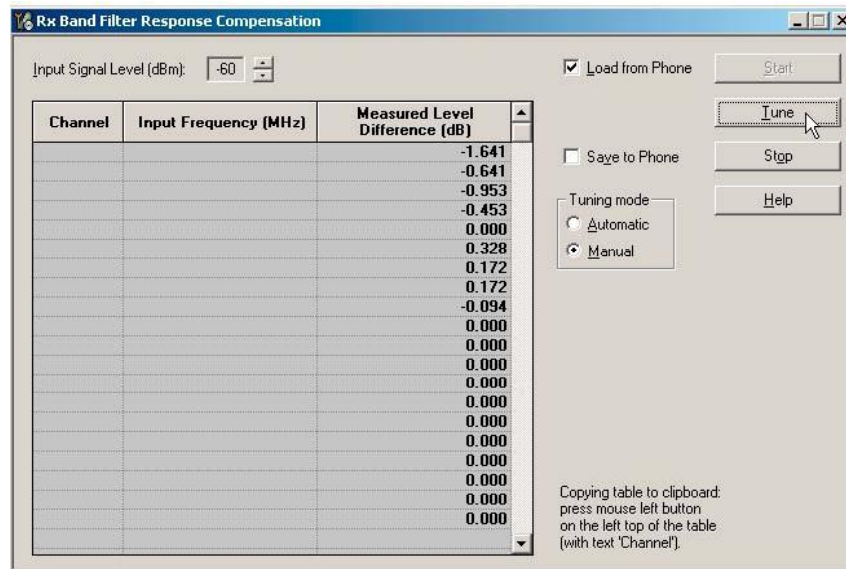 Rx Band Filter Response Compensation
Input Signal Level (dBm): -60
Load from Phone
Start
Channel Input Frequency (MHz) Measured Level Difference (dB)
Tune
-1.641
-0.641
-0.953
-0.453
0.000
0.328
0.172
0.172
-0.094
0.000
0.000
0.000
0.000
0.000
0.000
0.000
0.000
0.000
0.000
0.000
Save to Phone
Stop
Tuning mode
Help
Automatic
Manual
Copying table to clipboard:
press mouse left button
on the left top of the table
(with text 'Channel').